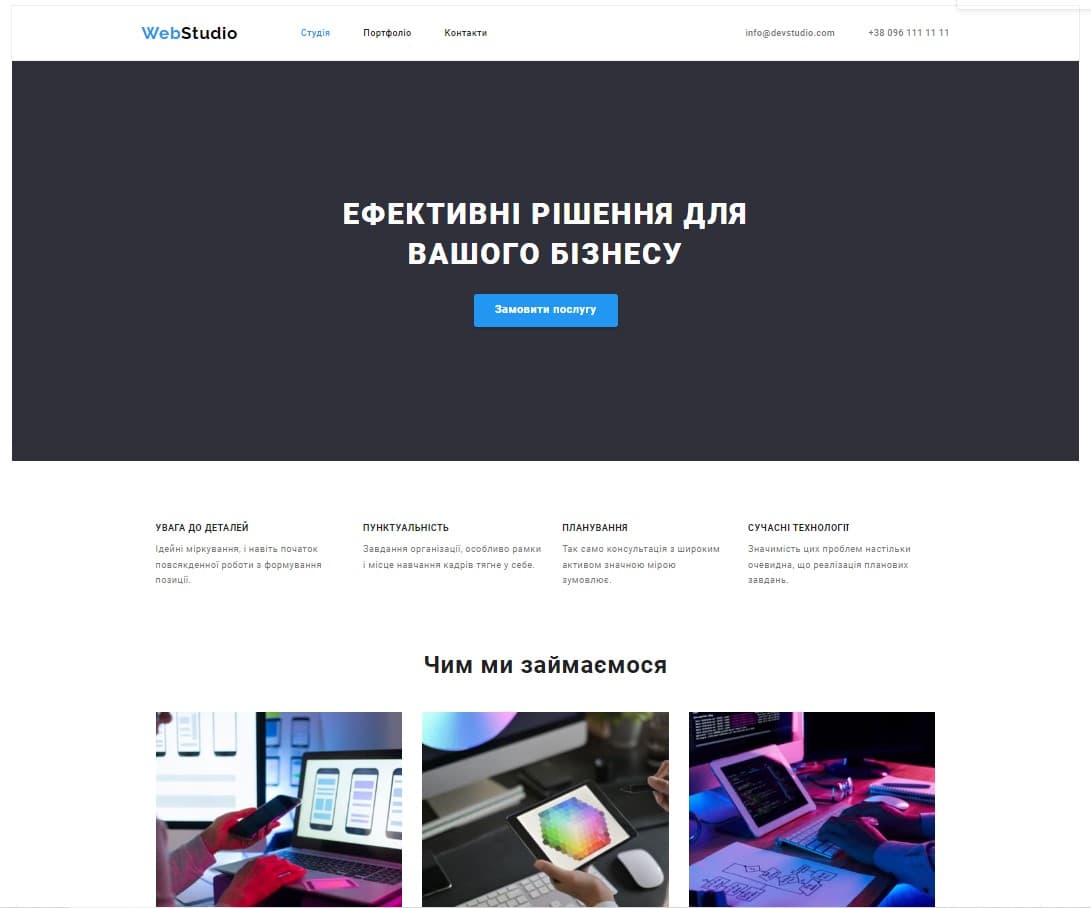 WebStudio Студія Портфоліо Контакти info@devstudio.com +38 096 111 11 11
ЕФЕКТИВНІ РІШЕННЯ ДЛЯ
ВАШОГО БІЗНЕСУ
Замовити послугу
УВАГА ДО ДЕТАЛЕЙ
Ідейні міркування, і навіть початок
повсякденної роботи з формування
позиції.
ПУНКТУАЛЬНІСТЬ
Завдання організації, особливо рамки
і місце навчання кадрів тягне у себе.
ПЛАНУВАННЯ
Так само консультація з широким
активом значною мірою
зумовлює.
СУЧАСНІ ТЕХНОЛОГІЇ
Значимість цих проблем настільки
очевидна, що реалізація планових
завдань.
Чим ми займаємося